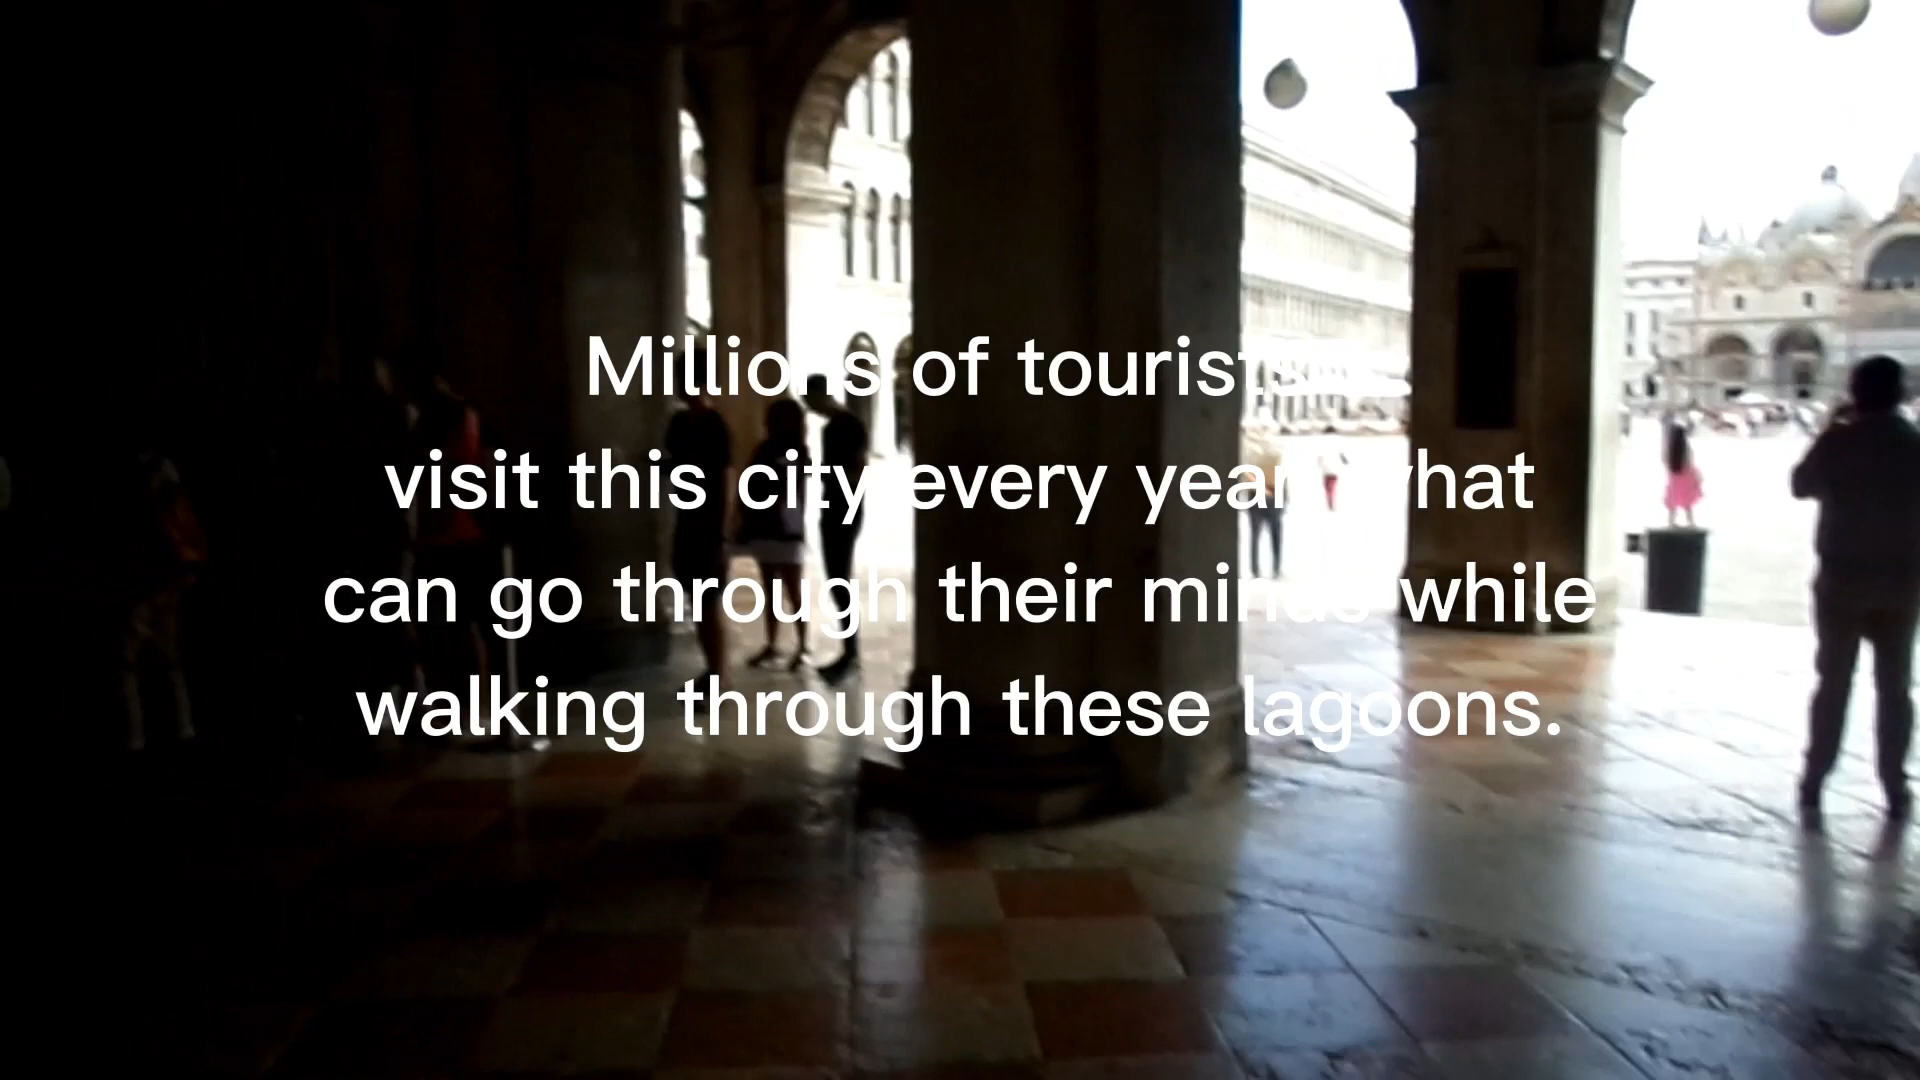 Millions of tourists
visit this city every year, what
can go through their minds while
walking through these lagoons.